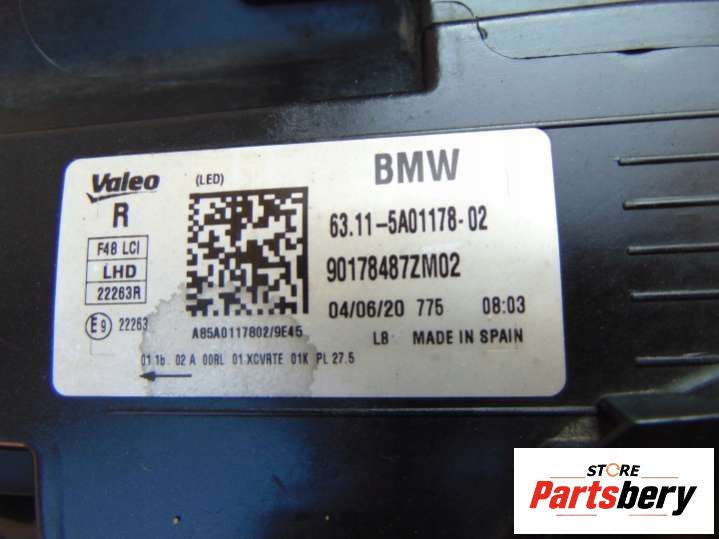 Valeo (LED) BMW
R
F48 LCI
LHD
22263R
E9 22263
63.11-5A01178-02
90178487ZM02
04/06/20 775 08:03
A85A0117802/9E45
L8 MADE IN SPAIN
01 1b. 02 A 00RL 01.XCVRTE 01K PL 27.5
STORE
Partsbery